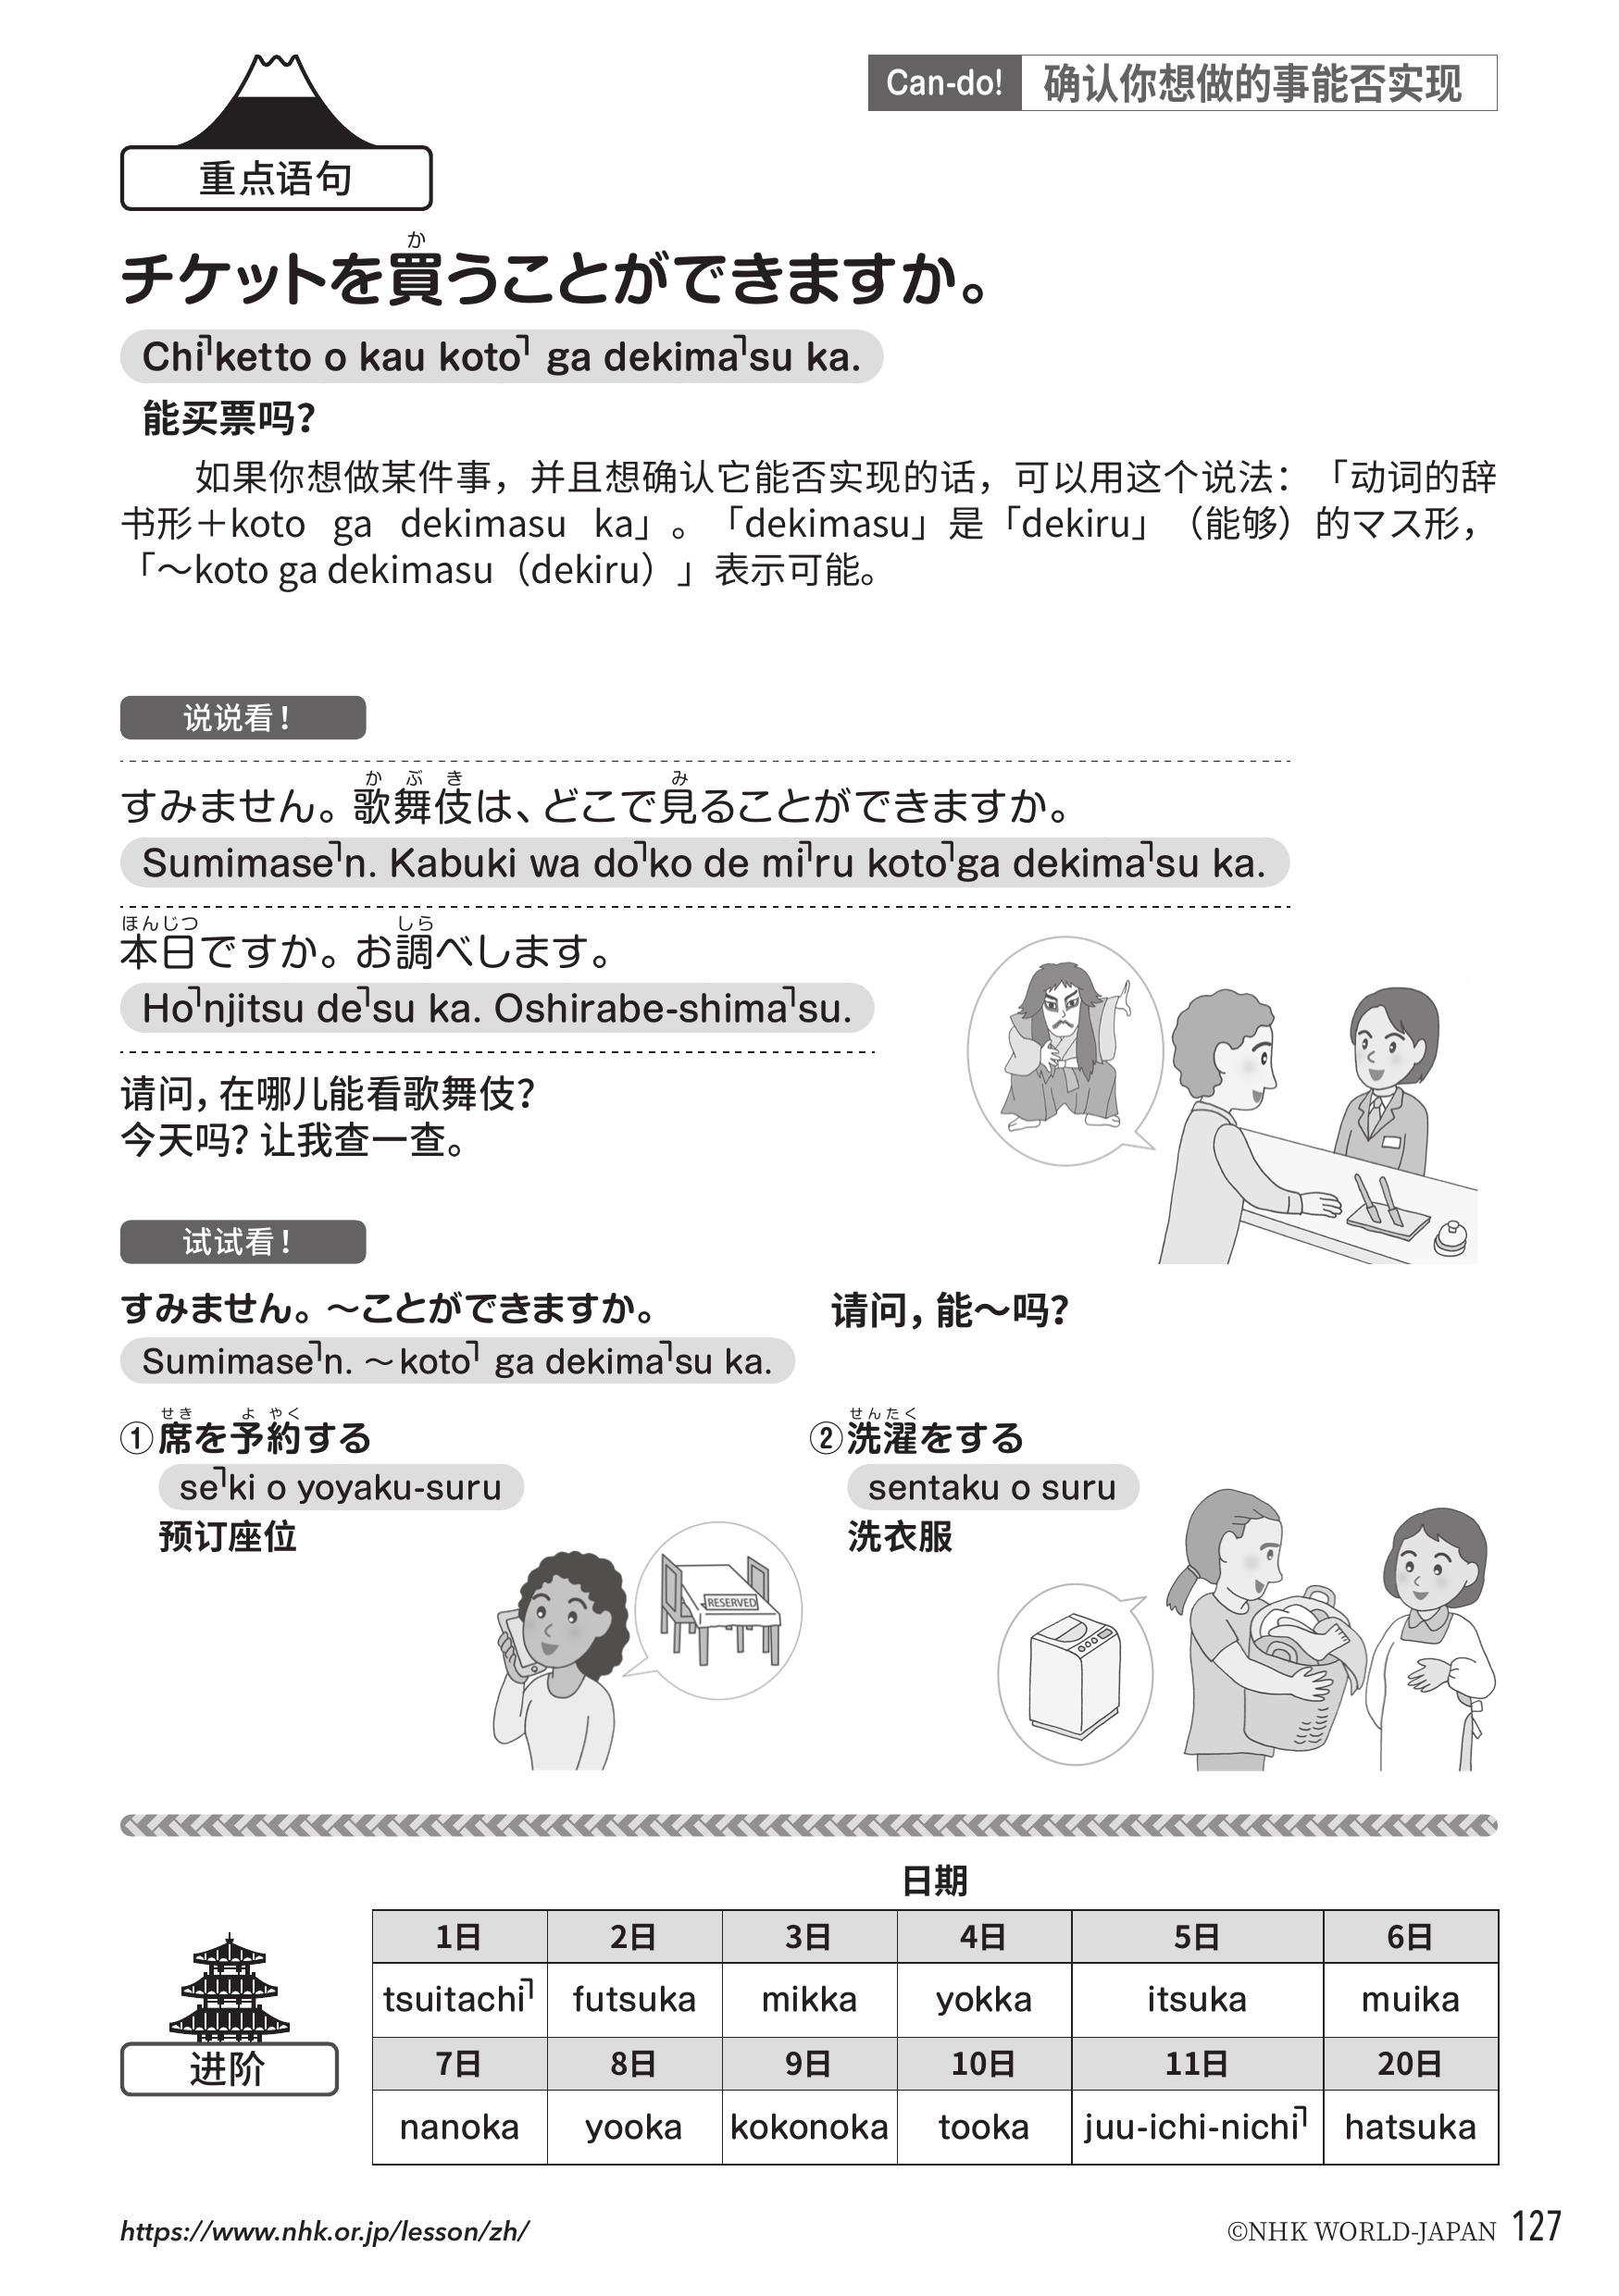 Can-do! 确认你想做的事能否实现
重点语句
か
チケットを買うことができますか。
Chi˥ketto o kau koto˥ ga dekima˥su ka.
能买票吗？
如果你想做某件事，并且想确认它能否实现的话，可以用这个说法：「动词的辞
书形＋koto ga dekimasu ka」。「dekimasu」是「dekiru」（能够）的マス形，
「～koto ga dekimasu（dekiru）」表示可能。
说说看！
か ぶ き み
すみません。歌舞伎は、どこで見ることができますか。
Sumimase˥n. Kabuki wa do˥ko de mi˥ru koto˥ga dekima˥su ka.
ほんじつ しら
本日ですか。お調べします。
Ho˥njitsu de˥su ka. Oshirabe-shima˥su.
请问，在哪儿能看歌舞伎？
今天吗？让我查一查。
试试看！
すみません。～ことができますか。 请问，能～吗？
Sumimase˥n. ～koto˥ ga dekima˥su ka.
せき よ やく
①席を予約する
se˥ki o yoyaku-suru
预订座位
RESERVED
せんたく
②洗濯をする
sentaku o suru
洗衣服
日期
进阶
1日 2日 3日 4日 5日 6日
tsuitachi˥ futsuka mikka yokka itsuka muika
7日 8日 9日 10日 11日 20日
nanoka yooka kokonoka tooka juu-ichi-nichi˥ hatsuka
https://www.nhk.or.jp/lesson/zh/ ©NHK WORLD-JAPAN 127